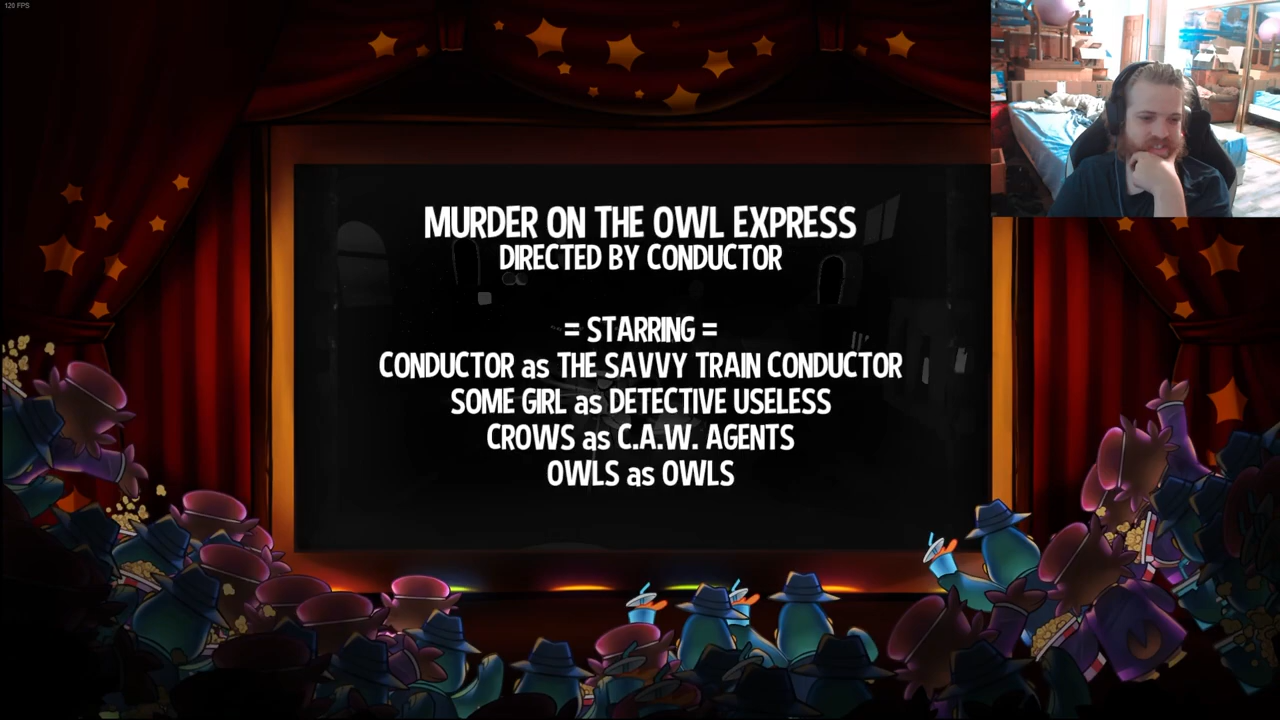 120 FPS
MURDER ON THE OWL EXPRESS
DIRECTED BY CONDUCTOR
= STARRING =
CONDUCTOR as THE SAVVY TRAIN CONDUCTOR
SOME GIRL as DETECTIVE USELESS
CROWS as C.A.W. AGENTS
OWLS as OWLS